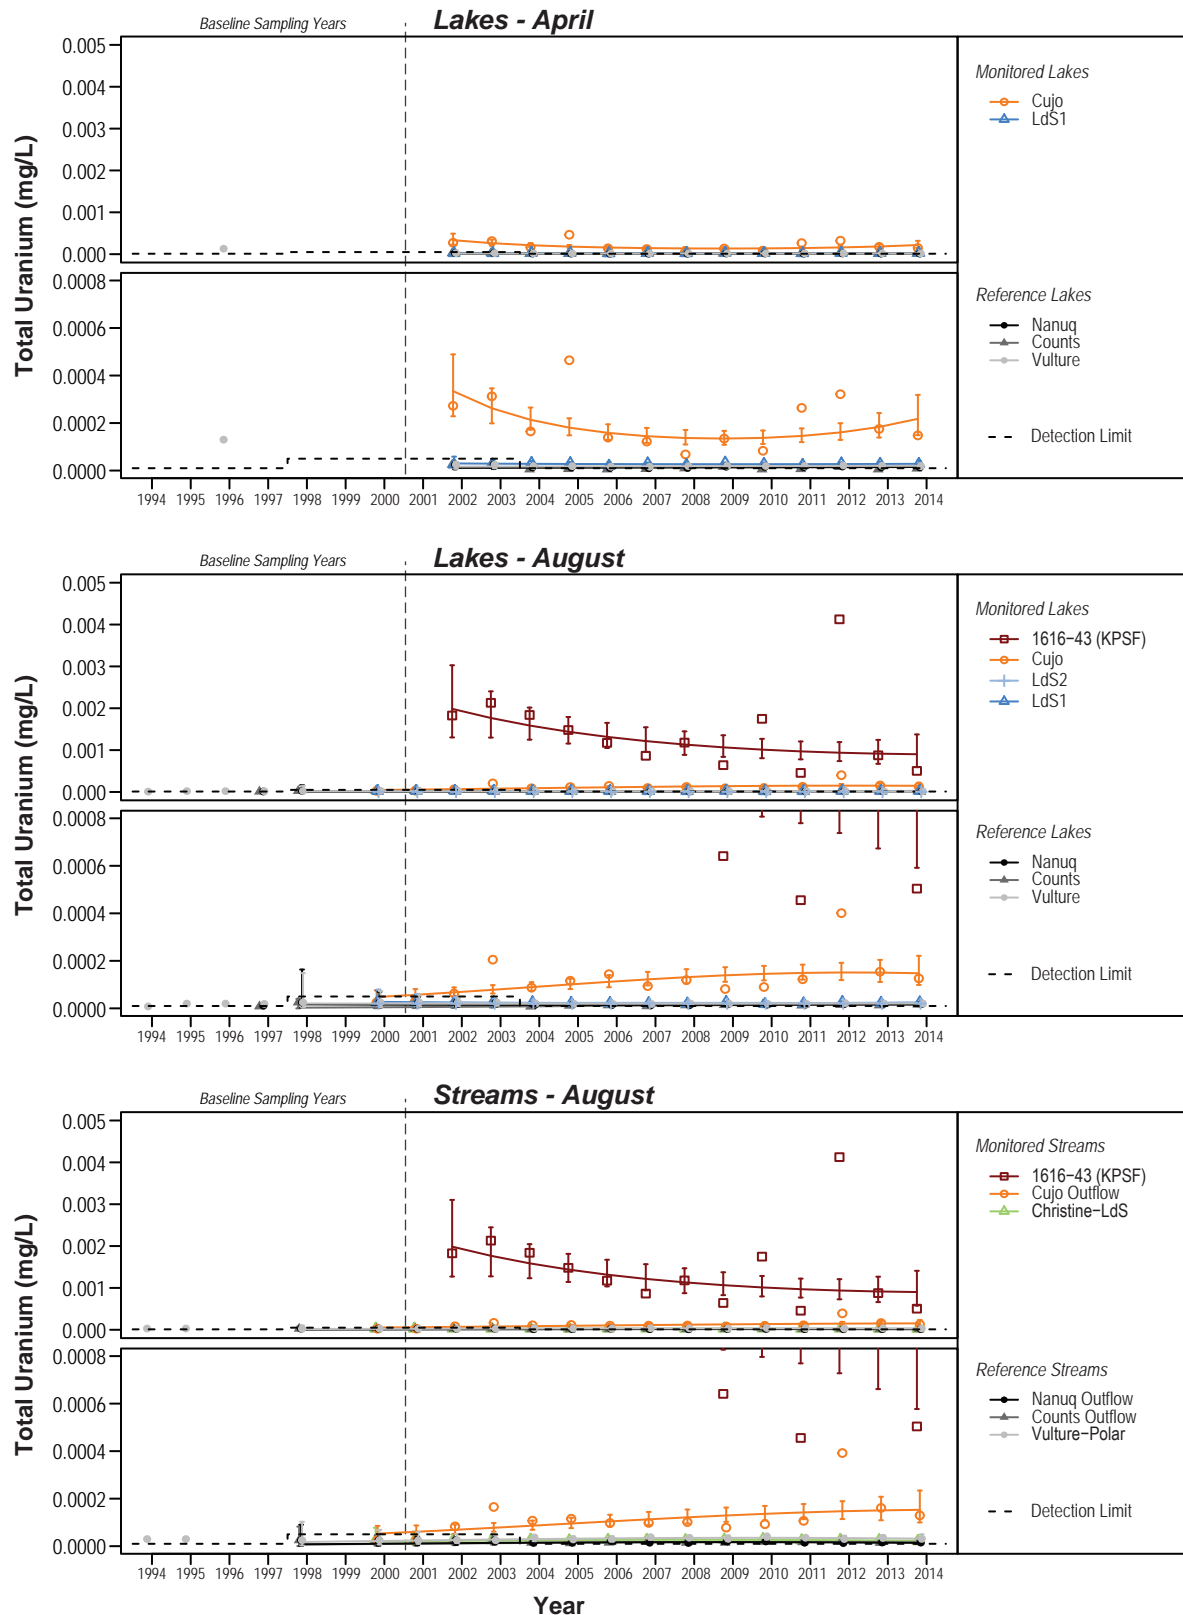 Baseline Sampling Years
Lakes - April
Total Uranium (mg/L)
0.005
0.004
0.003
0.002
0.001
0.000
0.0008
0.0006
0.0004
0.0002
0.0000
1994 1995 1996 1997 1998 1999 2000 2001 2002 2003 2004 2005 2006 2007 2008 2009 2010 2011 2012 2013 2014
Monitored Lakes
Cujo
LdS1
Reference Lakes
Nanuq
Counts
Vulture
Detection Limit
Baseline Sampling Years
Lakes - August
Total Uranium (mg/L)
0.005
0.004
0.003
0.002
0.001
0.000
0.0008
0.0006
0.0004
0.0002
0.0000
1994 1995 1996 1997 1998 1999 2000 2001 2002 2003 2004 2005 2006 2007 2008 2009 2010 2011 2012 2013 2014
Monitored Lakes
1616−43 (KPSF)
Cujo
LdS2
LdS1
Reference Lakes
Nanuq
Counts
Vulture
Detection Limit
Baseline Sampling Years
Streams - August
Total Uranium (mg/L)
0.005
0.004
0.003
0.002
0.001
0.000
0.0008
0.0006
0.0004
0.0002
0.0000
1994 1995 1996 1997 1998 1999 2000 2001 2002 2003 2004 2005 2006 2007 2008 2009 2010 2011 2012 2013 2014
Year
Monitored Streams
1616−43 (KPSF)
Cujo Outflow
Christine−LdS
Reference Streams
Nanuq Outflow
Counts Outflow
Vulture−Polar
Detection Limit